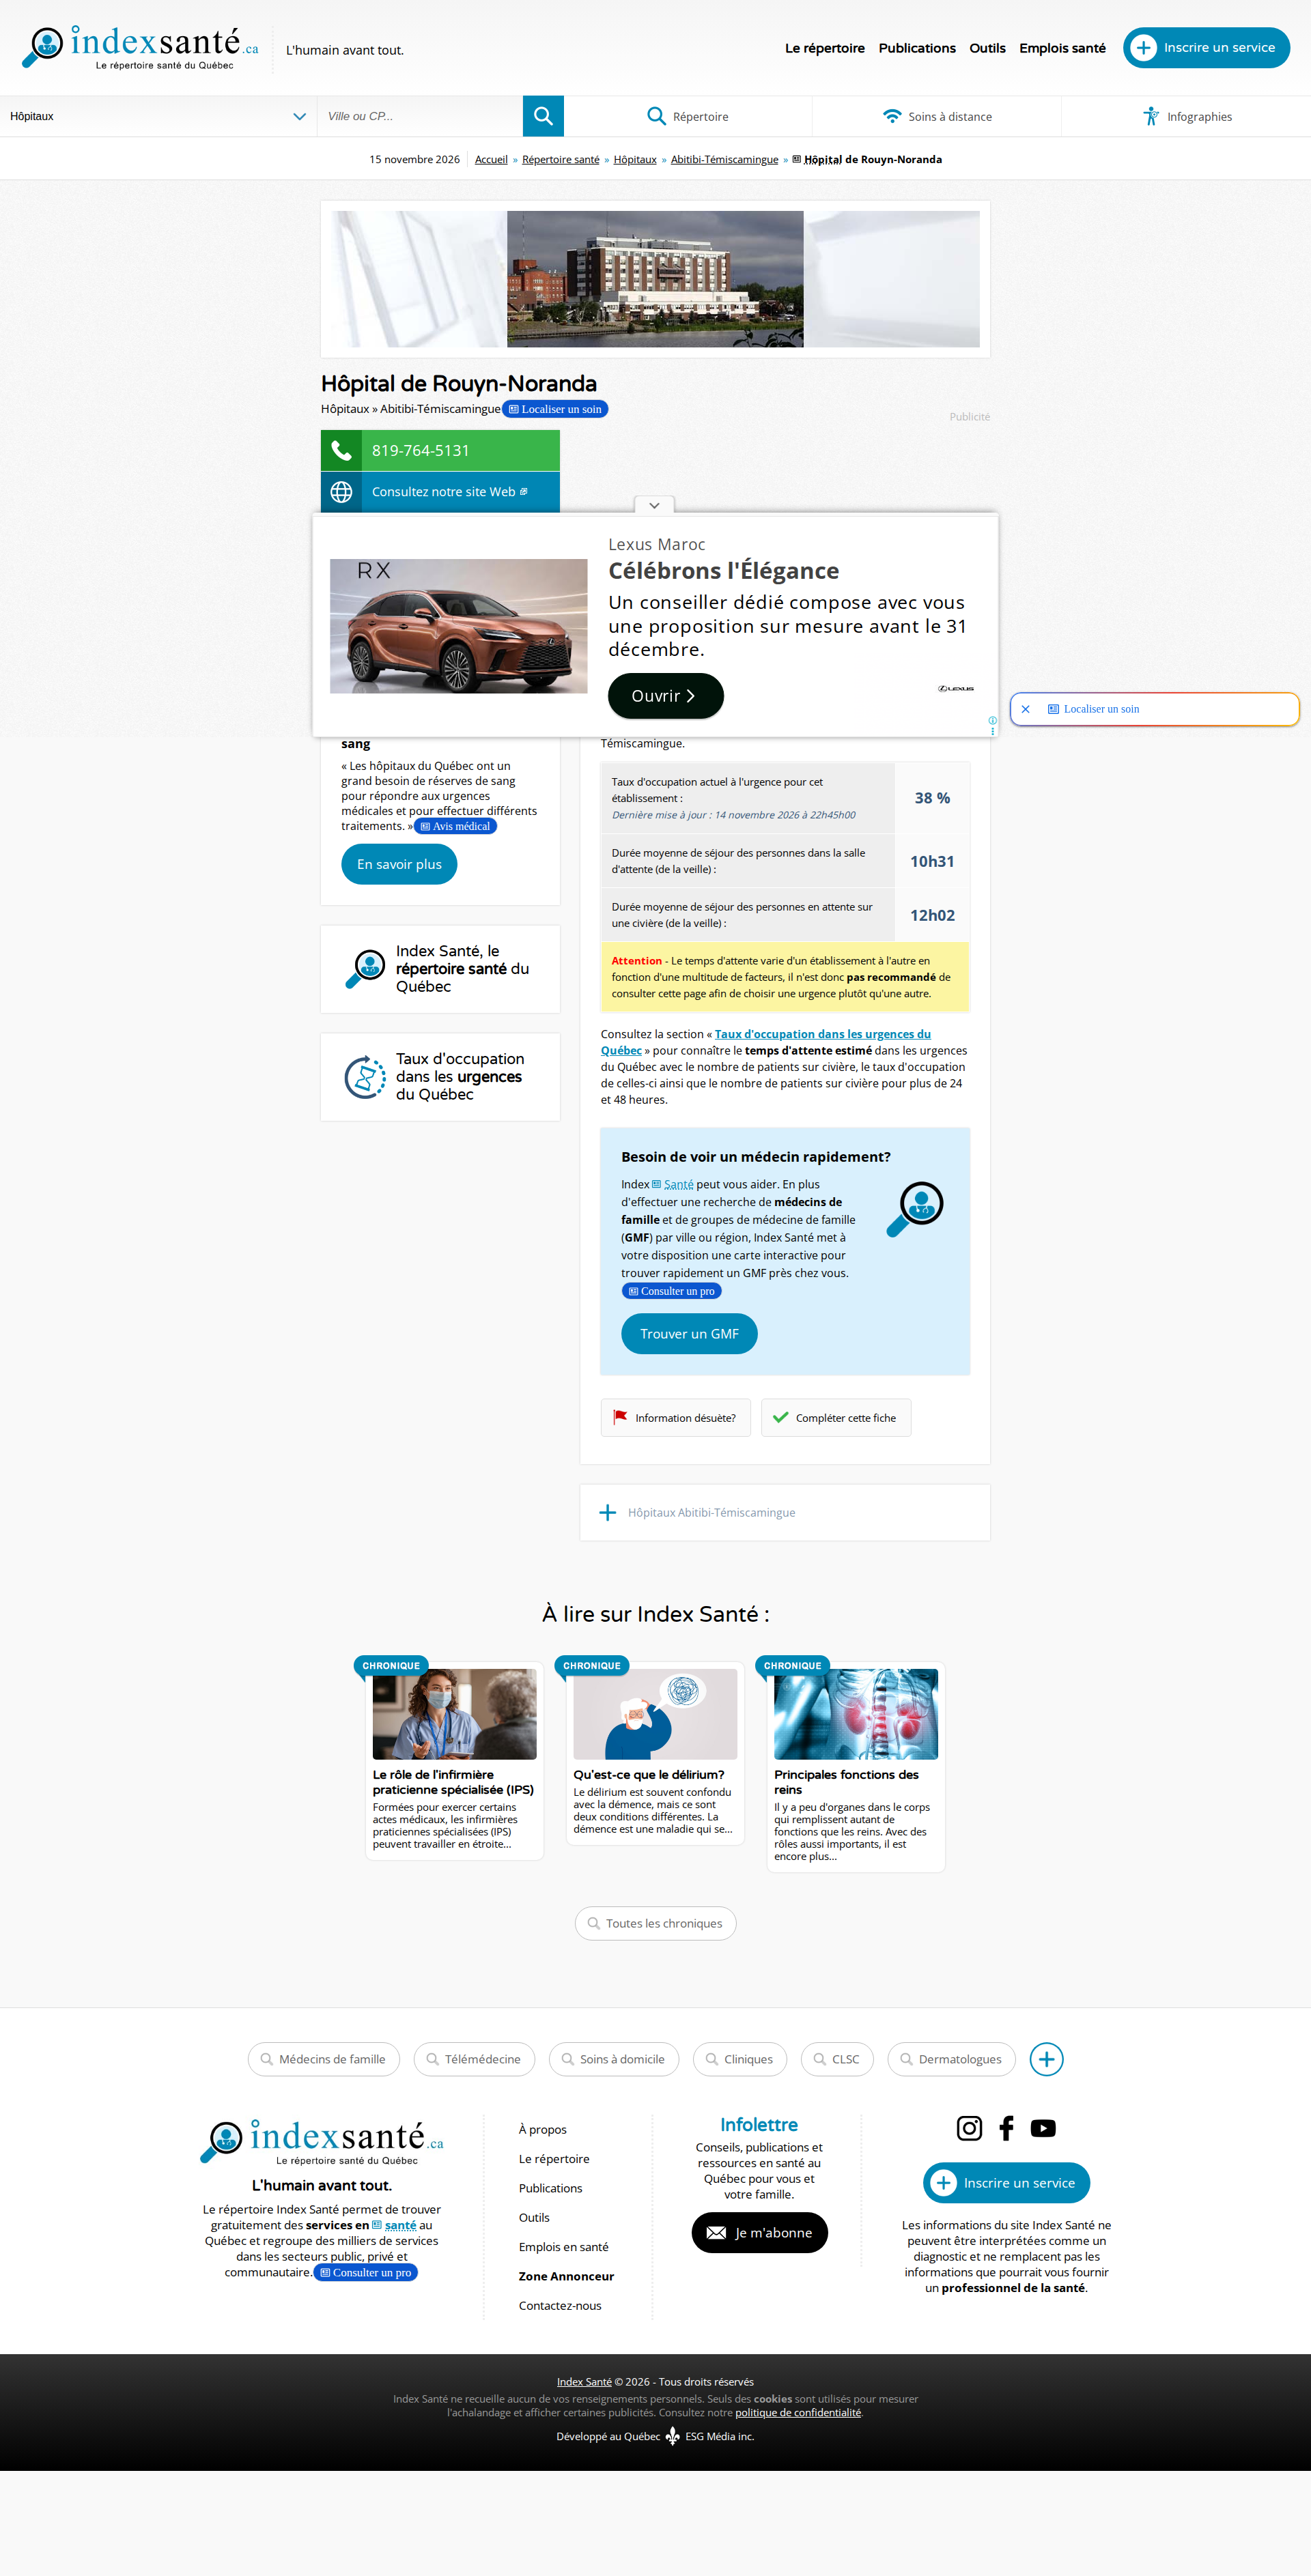 indexsanté.ca
Le répertoire santé du Québec
L'humain avant tout.
Le répertoire
Publications
Outils
Emplois santé
Inscrire un service
Hôpitaux
Ville ou CP...
Répertoire
Soins à distance
Infographies
15 novembre 2026
Accueil » Répertoire santé » Hôpitaux » Abitibi-Témiscamingue » Hôpital de Rouyn-Noranda
Hôpital de Rouyn-Noranda
Hôpitaux » Abitibi-Témiscamingue Localiser un soin
Publicité
819-764-5131
Consultez notre site Web
RX
Lexus Maroc
Célébrons l'Élégance
Un conseiller dédié compose avec vous
une proposition sur mesure avant le 31
décembre.
Ouvrir
LEXUS
Localiser un soin
sang
« Les hôpitaux du Québec ont un
grand besoin de réserves de sang
pour répondre aux urgences
médicales et pour effectuer différents
traitements. » Avis médical
En savoir plus
Index Santé, le
répertoire santé du
Québec
Taux d'occupation
dans les urgences
du Québec
Témiscamingue.
Taux d'occupation actuel à l'urgence pour cet
établissement :
Dernière mise à jour : 14 novembre 2026 à 22h45h00
38 %
Durée moyenne de séjour des personnes dans la salle
d'attente (de la veille) :
10h31
Durée moyenne de séjour des personnes en attente sur
une civière (de la veille) :
12h02
Attention - Le temps d'attente varie d'un établissement à l'autre en
fonction d'une multitude de facteurs, il n'est donc pas recommandé de
consulter cette page afin de choisir une urgence plutôt qu'une autre.
Consultez la section « Taux d'occupation dans les urgences du
Québec » pour connaître le temps d'attente estimé dans les urgences
du Québec avec le nombre de patients sur civière, le taux d'occupation
de celles-ci ainsi que le nombre de patients sur civière pour plus de 24
et 48 heures.
Besoin de voir un médecin rapidement?
Index Santé peut vous aider. En plus
d'effectuer une recherche de médecins de
famille et de groupes de médecine de famille
(GMF) par ville ou région, Index Santé met à
votre disposition une carte interactive pour
trouver rapidement un GMF près chez vous.
Consulter un pro
Trouver un GMF
Information désuète?
Compléter cette fiche
Hôpitaux Abitibi-Témiscamingue
À lire sur Index Santé :
CHRONIQUE
Le rôle de l'infirmière
praticienne spécialisée (IPS)
Formées pour exercer certains
actes médicaux, les infirmières
praticiennes spécialisées (IPS)
peuvent travailler en étroite...
CHRONIQUE
Qu'est-ce que le délirium?
Le délirium est souvent confondu
avec la démence, mais ce sont
deux conditions différentes. La
démence est une maladie qui se...
CHRONIQUE
Principales fonctions des
reins
Il y a peu d'organes dans le corps
qui remplissent autant de
fonctions que les reins. Avec des
rôles aussi importants, il est
encore plus...
Toutes les chroniques
Médecins de famille
Télémédecine
Soins à domicile
Cliniques
CLSC
Dermatologues
indexsanté.ca
Le répertoire santé du Québec
L'humain avant tout.
Le répertoire Index Santé permet de trouver
gratuitement des services en santé au
Québec et regroupe des milliers de services
dans les secteurs public, privé et
communautaire. Consulter un pro
À propos
Le répertoire
Publications
Outils
Emplois en santé
Zone Annonceur
Contactez-nous
Infolettre
Conseils, publications et
ressources en santé au
Québec pour vous et
votre famille.
Je m'abonne
Inscrire un service
Les informations du site Index Santé ne
peuvent être interprétées comme un
diagnostic et ne remplacent pas les
informations que pourrait vous fournir
un professionnel de la santé.
Index Santé © 2026 - Tous droits réservés
Index Santé ne recueille aucun de vos renseignements personnels. Seuls des cookies sont utilisés pour mesurer
l'achalandage et afficher certaines publicités. Consultez notre politique de confidentialité.
Développé au Québec ESG Média inc.